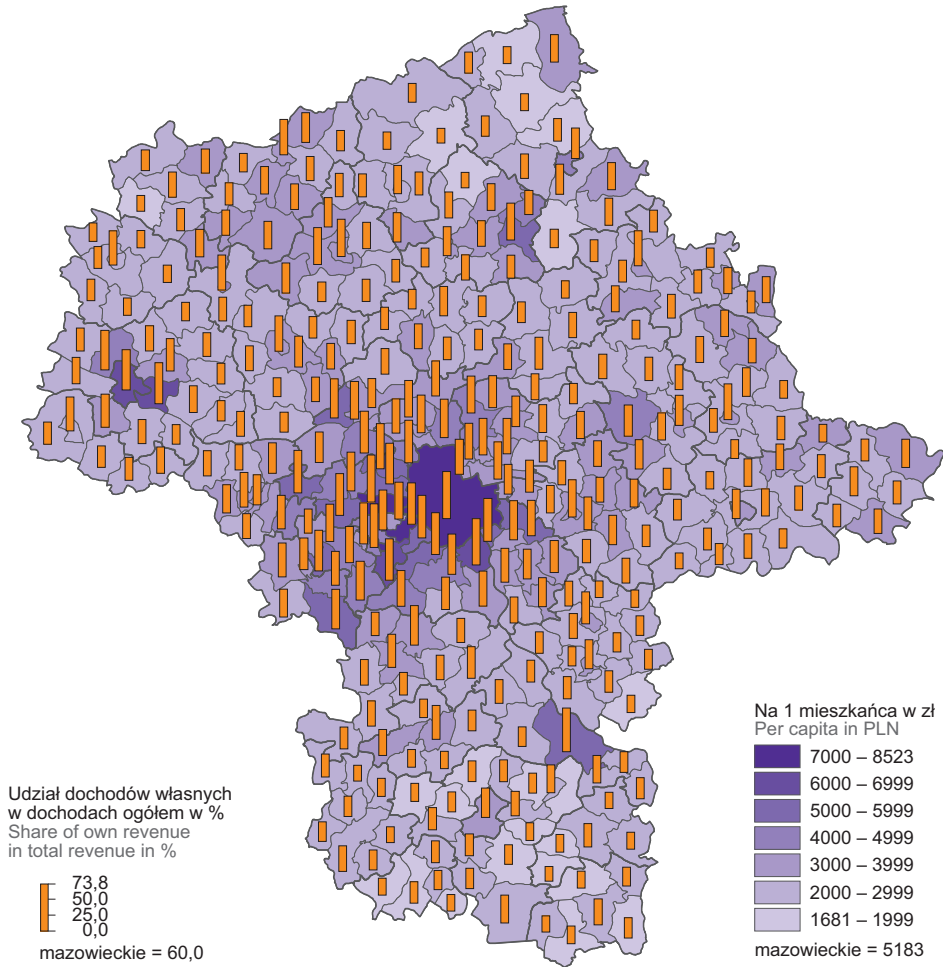 Udział dochodów własnych
w dochodach ogółem w %
Share of own revenue
in total revenue in %
73,8
50,0
25,0
0,0
mazowieckie = 60,0
Na 1 mieszkańca w zł
Per capita in PLN
7000 – 8523
6000 – 6999
5000 – 5999
4000 – 4999
3000 – 3999
2000 – 2999
1681 – 1999
mazowieckie = 5183